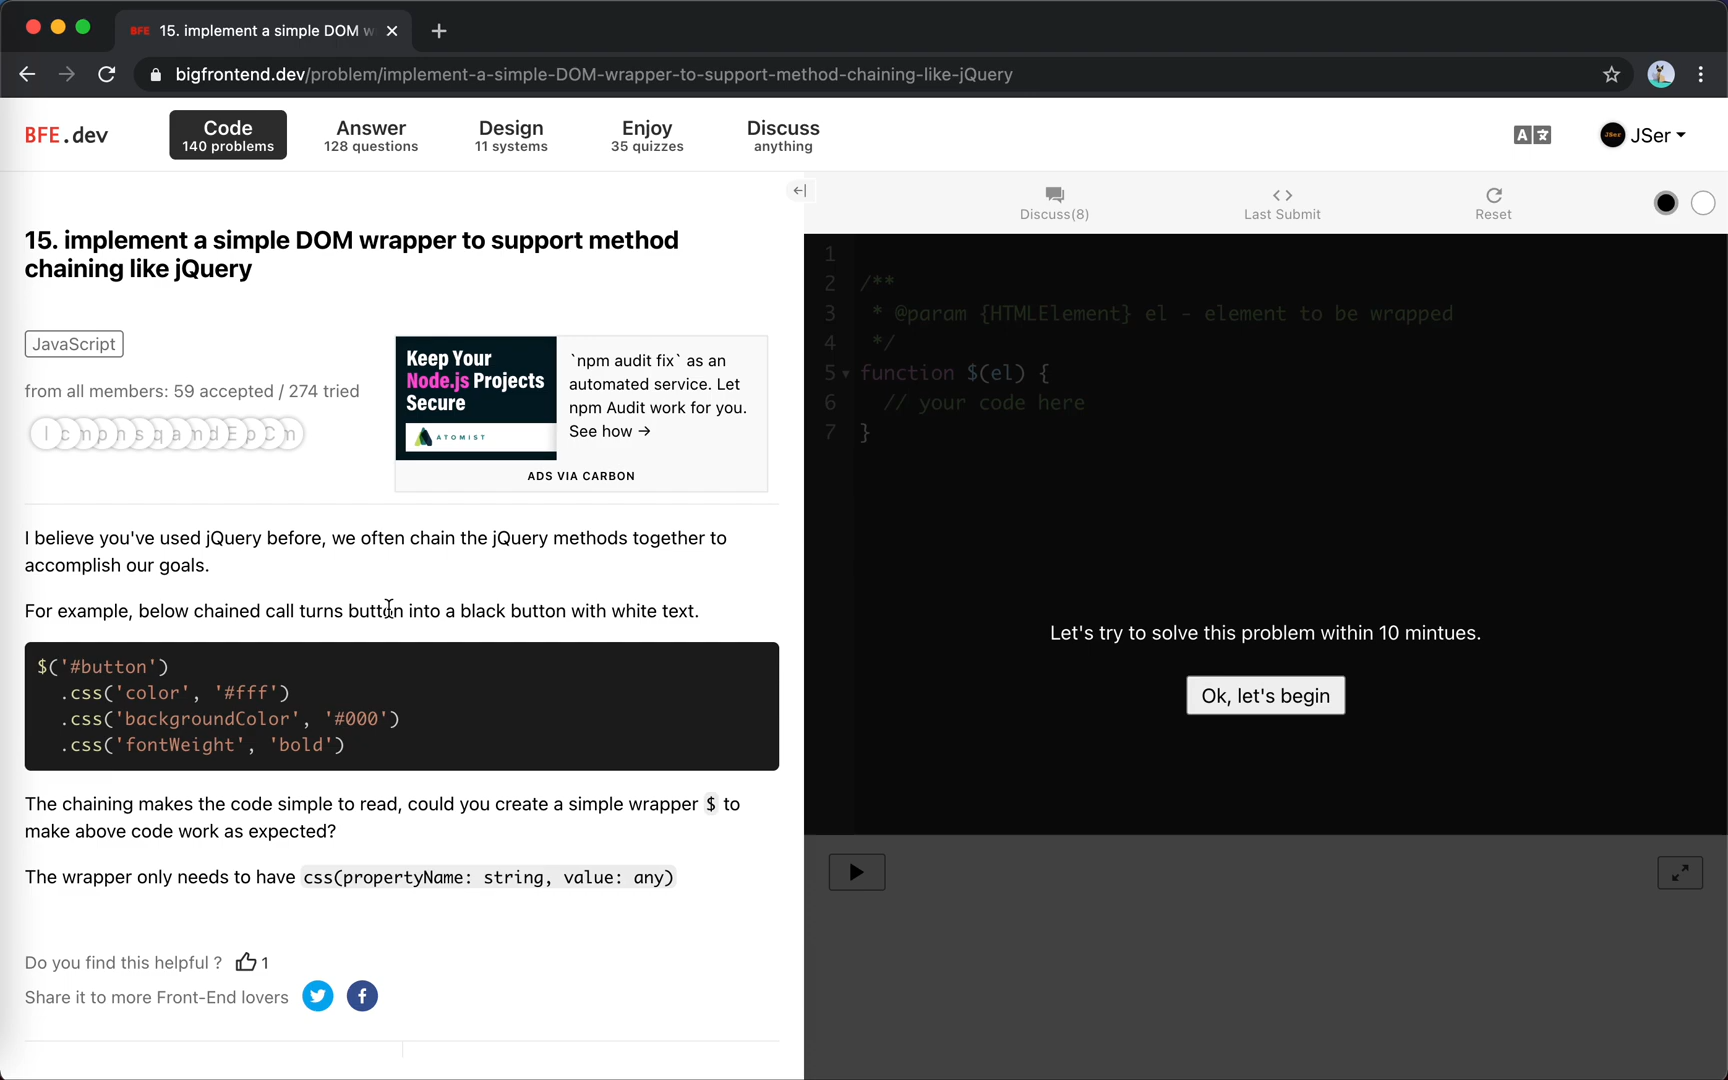 BFE 15. implement a simple DOM w
bigfrontend.dev/problem/implement-a-simple-DOM-wrapper-to-support-method-chaining-like-jQuery
BFE.dev
Code
140 problems
Answer
128 questions
Design
11 systems
Enjoy
35 quizzes
Discuss
anything
JSer
JSer
15. implement a simple DOM wrapper to support method
chaining like jQuery
JavaScript
from all members: 59 accepted / 274 tried
l c m p h s q a m d E p C m
Keep Your
Node.js Projects
Secure
ATOMIST
`npm audit fix` as an
automated service. Let
npm Audit work for you.
See how →
ADS VIA CARBON
I believe you've used jQuery before, we often chain the jQuery methods together to
accomplish our goals.
For example, below chained call turns button into a black button with white text.
$('#button')
.css('color', '#fff')
.css('backgroundColor', '#000')
.css('fontWeight', 'bold')
The chaining makes the code simple to read, could you create a simple wrapper $ to
make above code work as expected?
The wrapper only needs to have css(propertyName: string, value: any)
Do you find this helpful ? 1
Share it to more Front-End lovers
Discuss(8)
Last Submit
Reset
1
2 /**
3 * @param {HTMLElement} el - element to be wrapped
4 */
5 function $(el) {
6 // your code here
7 }
Let's try to solve this problem within 10 mintues.
Ok, let's begin